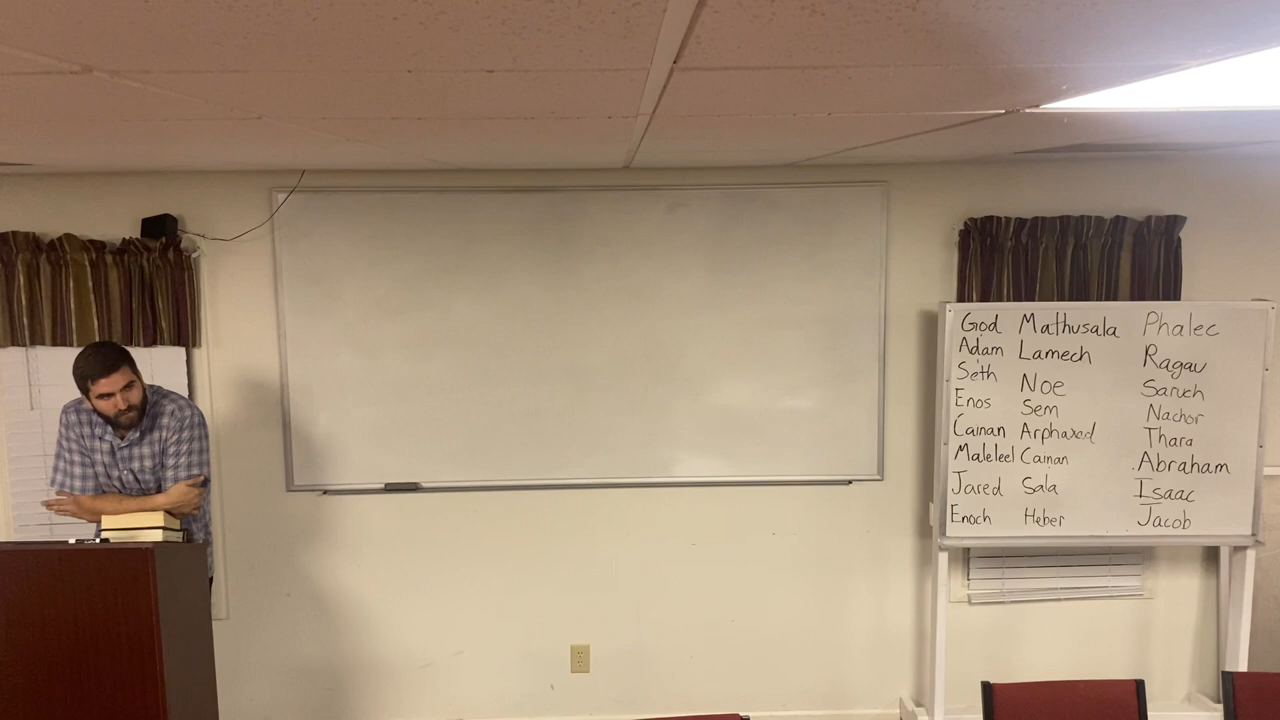 God
Adam
Seth
Enos
Cainan
Maleleel
Jared
Enoch
Mathusala
Lamech
Noe
Sem
Arphaxad
Cainan
Sala
Heber
Phalec
Ragau
Saruch
Nachor
Thara
Abraham
Isaac
Jacob